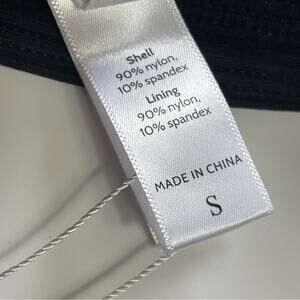 Shell
90% nylon,
10% spandex
Lining
90% nylon,
10% spandex
MADE IN CHINA
S